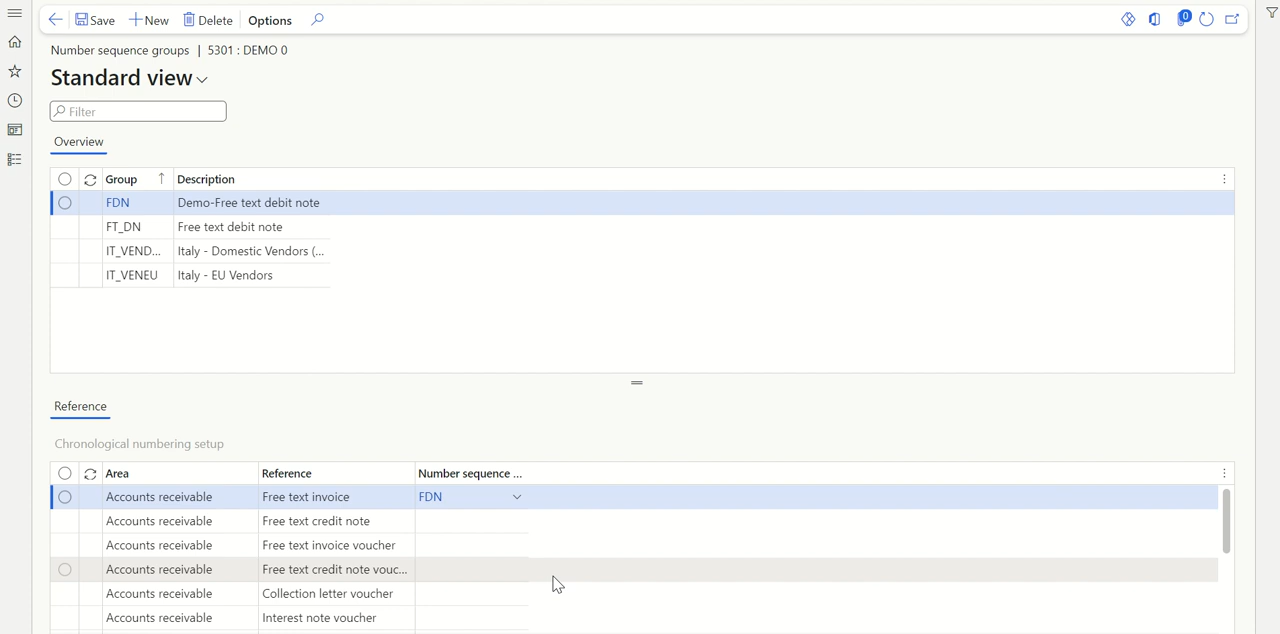 Save New Delete Options 0
Number sequence groups | 5301 : DEMO 0
Standard view
Filter
Overview
Group Description
FDN Demo-Free text debit note
FT_DN Free text debit note
IT_VEND... Italy - Domestic Vendors (...
IT_VENEU Italy - EU Vendors
Reference
Chronological numbering setup
Area Reference Number sequence ...
Accounts receivable Free text invoice FDN
Accounts receivable Free text credit note
Accounts receivable Free text invoice voucher
Accounts receivable Free text credit note vouc...
Accounts receivable Collection letter voucher
Accounts receivable Interest note voucher